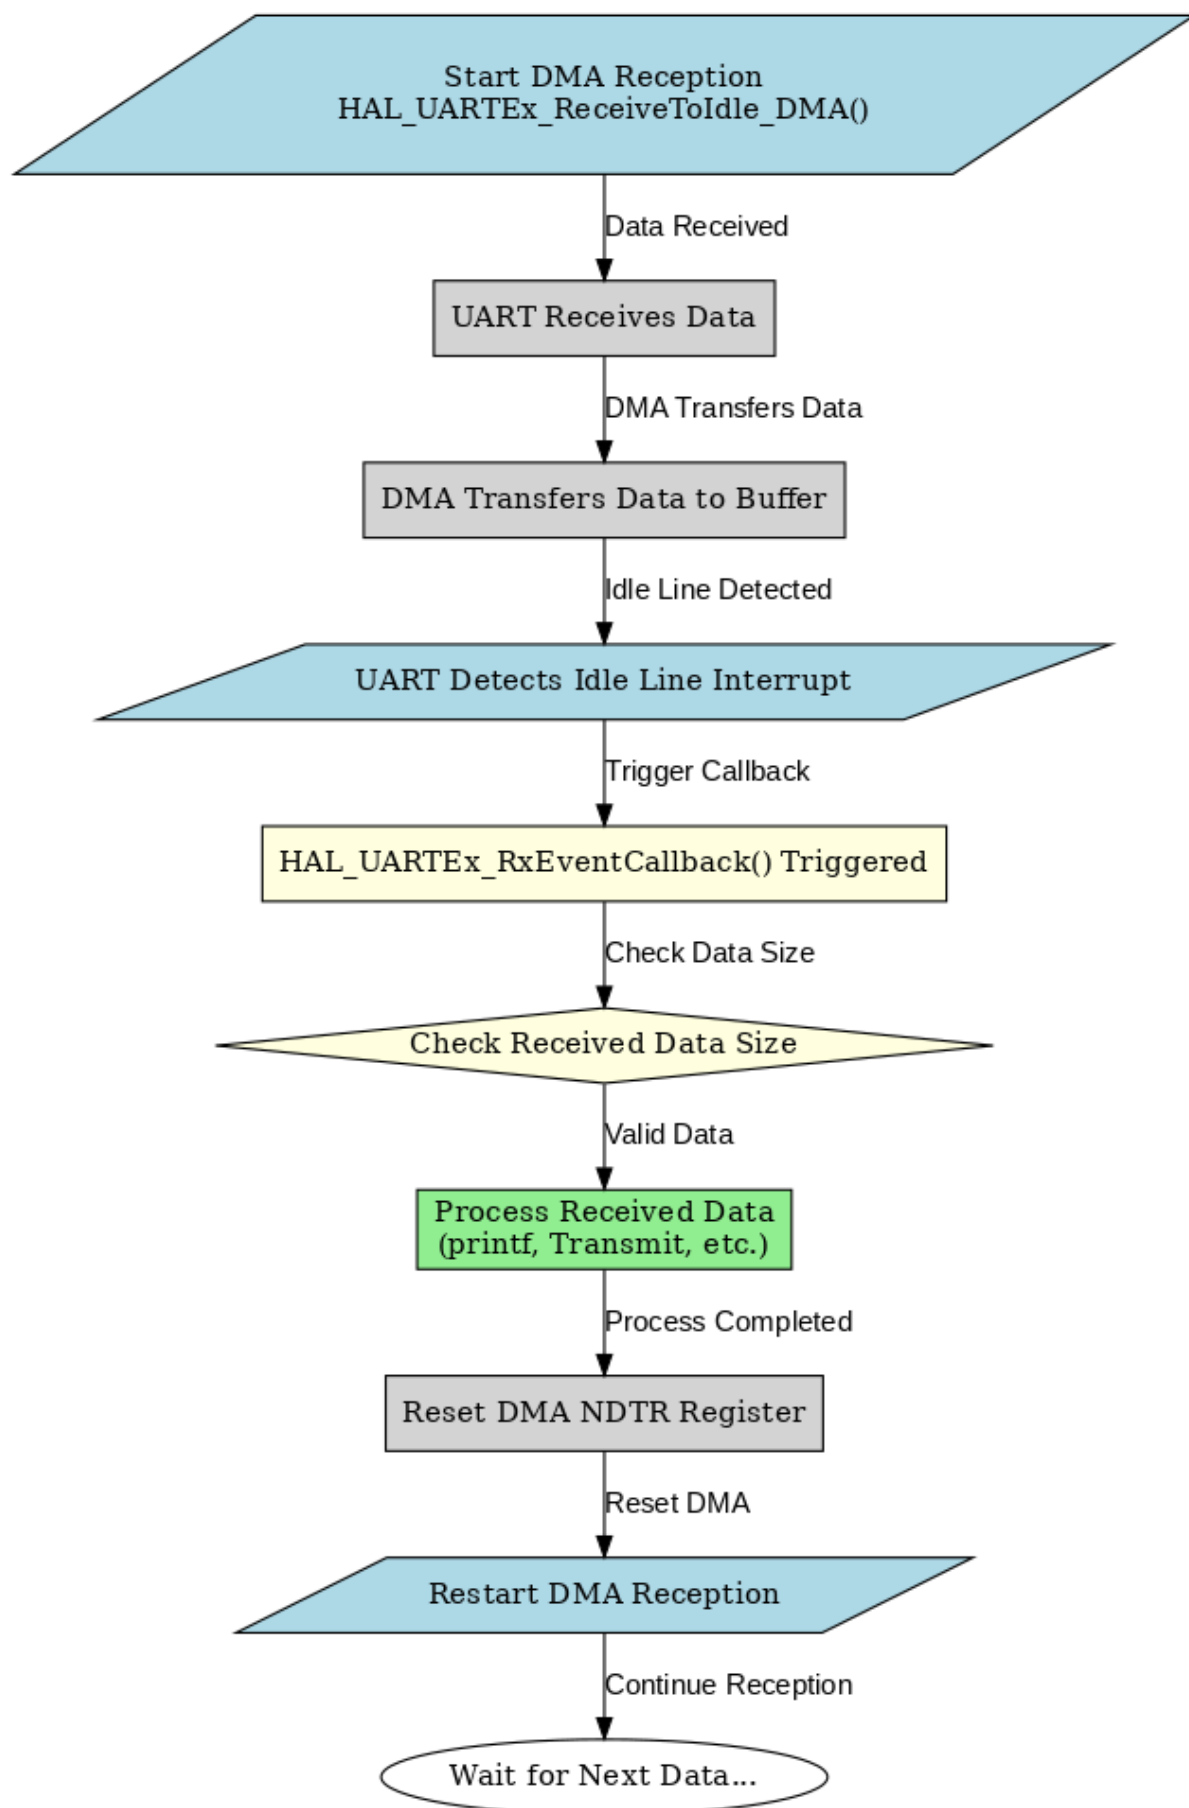 Start DMA Reception
HAL_UARTEx_ReceiveToIdle_DMA()
Data Received
UART Receives Data
DMA Transfers Data
DMA Transfers Data to Buffer
Idle Line Detected
UART Detects Idle Line Interrupt
Trigger Callback
HAL_UARTEx_RxEventCallback() Triggered
Check Data Size
Check Received Data Size
Valid Data
Process Received Data
(printf, Transmit, etc.)
Process Completed
Reset DMA NDTR Register
Reset DMA
Restart DMA Reception
Continue Reception
Wait for Next Data...